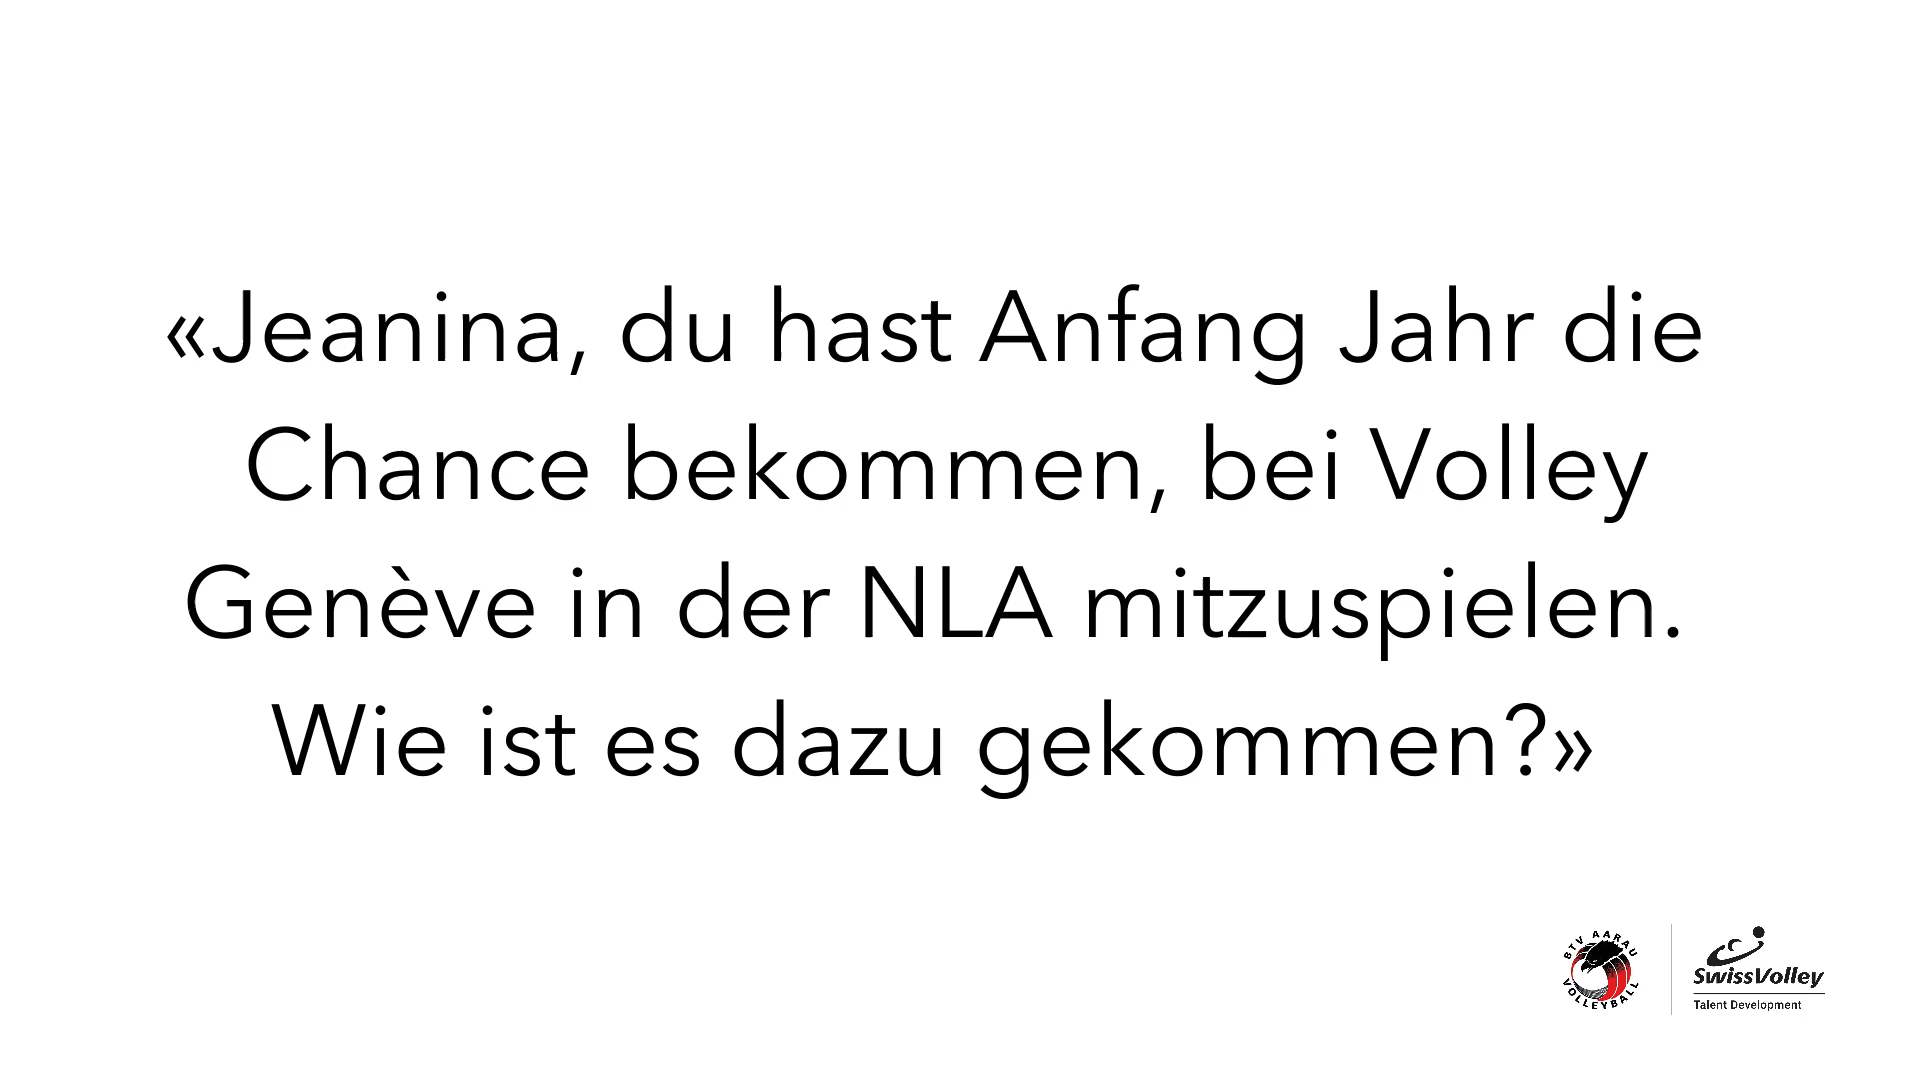 «Jeanina, du hast Anfang Jahr die
Chance bekommen, bei Volley
Genève in der NLA mitzuspielen.
Wie ist es dazu gekommen?»
BTV AARAU
VOLLEYBALL
SwissVolley
Talent Development